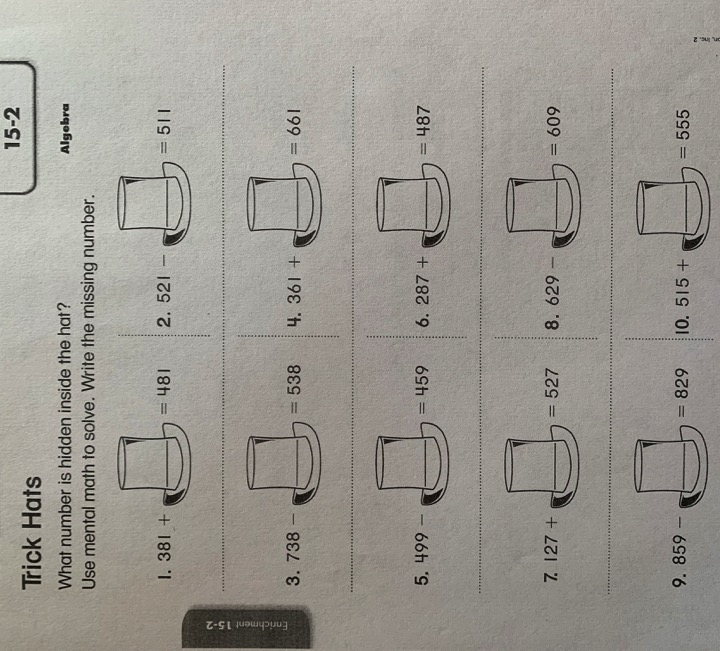 15-2
Trick Hats
Algebra
What number is hidden inside the hat?
Use mental math to solve. Write the missing number.
1. 381 + = 481
2. 521 − = 511
3. 738 − = 538
4. 361 + = 661
5. 499 − = 459
6. 287 + = 487
7. 127 + = 527
8. 629 − = 609
9. 859 − = 829
10. 515 + = 555
Enrichment 15-2
Inc. 2